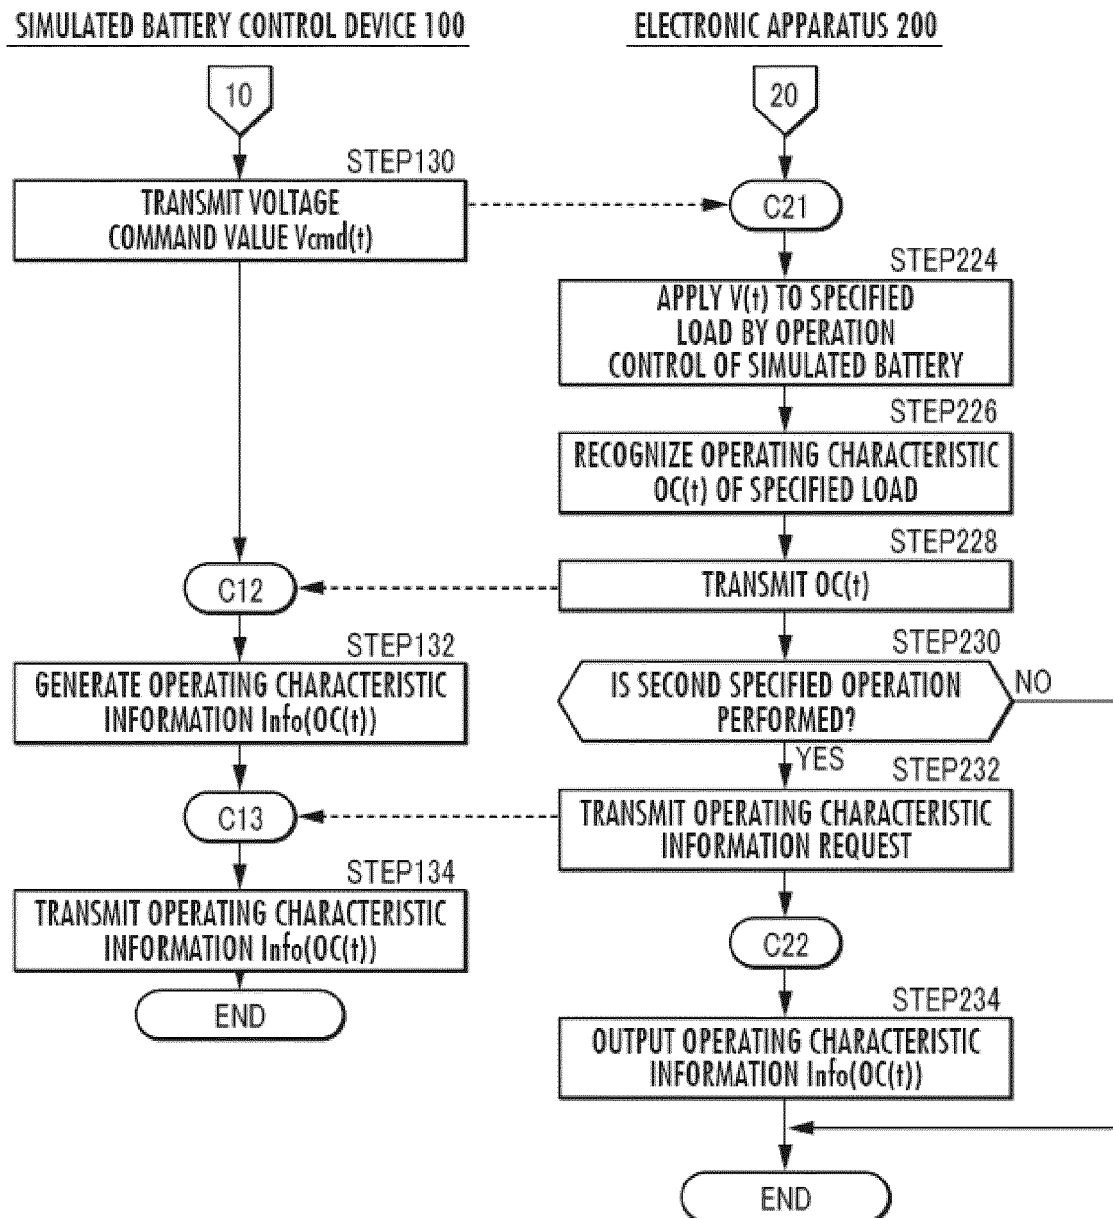 SIMULATED BATTERY CONTROL DEVICE 100
ELECTRONIC APPARATUS 200
10
20
STEP130
TRANSMIT VOLTAGE
COMMAND VALUE Vcmd(t)
C21
STEP224
APPLY V(t) TO SPECIFIED
LOAD BY OPERATION
CONTROL OF SIMULATED BATTERY
STEP226
RECOGNIZE OPERATING CHARACTERISTIC
OC(t) OF SPECIFIED LOAD
STEP228
C12
TRANSMIT OC(t)
STEP132
GENERATE OPERATING CHARACTERISTIC
INFORMATION Info(OC(t))
STEP230
IS SECOND SPECIFIED OPERATION
PERFORMED?
NO
YES
STEP232
C13
TRANSMIT OPERATING CHARACTERISTIC
INFORMATION REQUEST
STEP134
TRANSMIT OPERATING CHARACTERISTIC
INFORMATION Info(OC(t))
C22
END
STEP234
OUTPUT OPERATING CHARACTERISTIC
INFORMATION Info(OC(t))
END